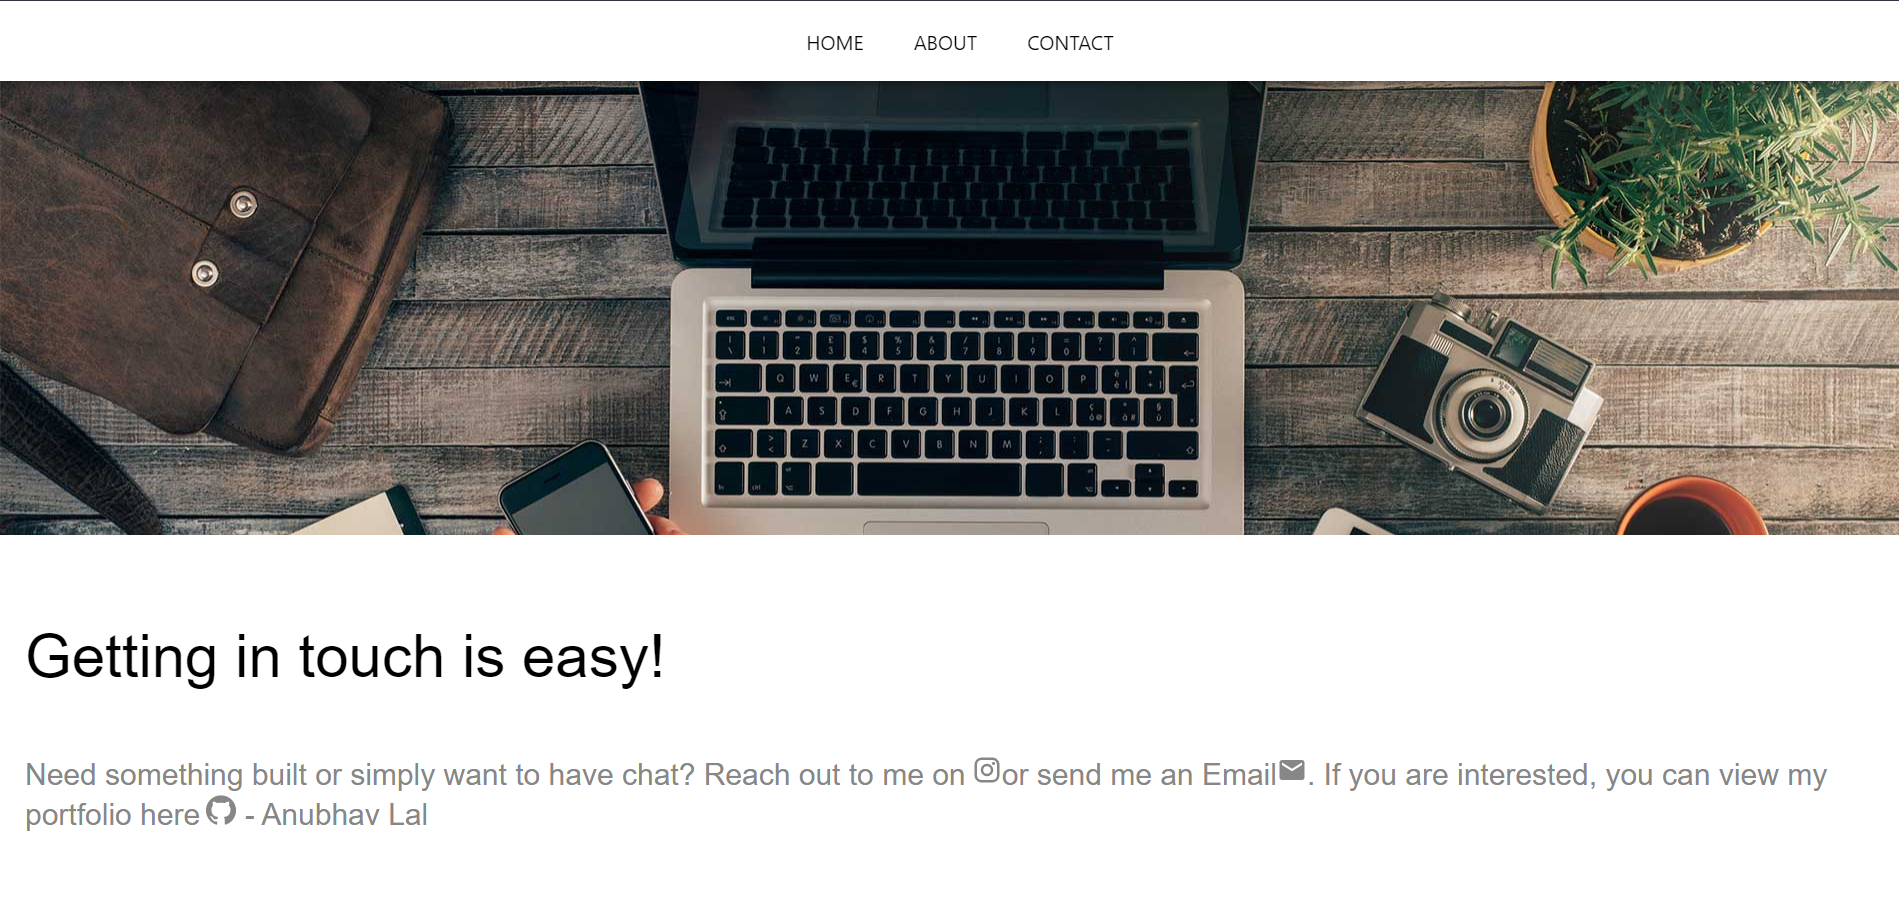 HOME ABOUT CONTACT
Q W E R T Y U I O P
A S D F G H J K L
Z X C V B N M
Getting in touch is easy!
Need something built or simply want to have chat? Reach out to me on or send me an Email. If you are interested, you can view my
portfolio here - Anubhav Lal